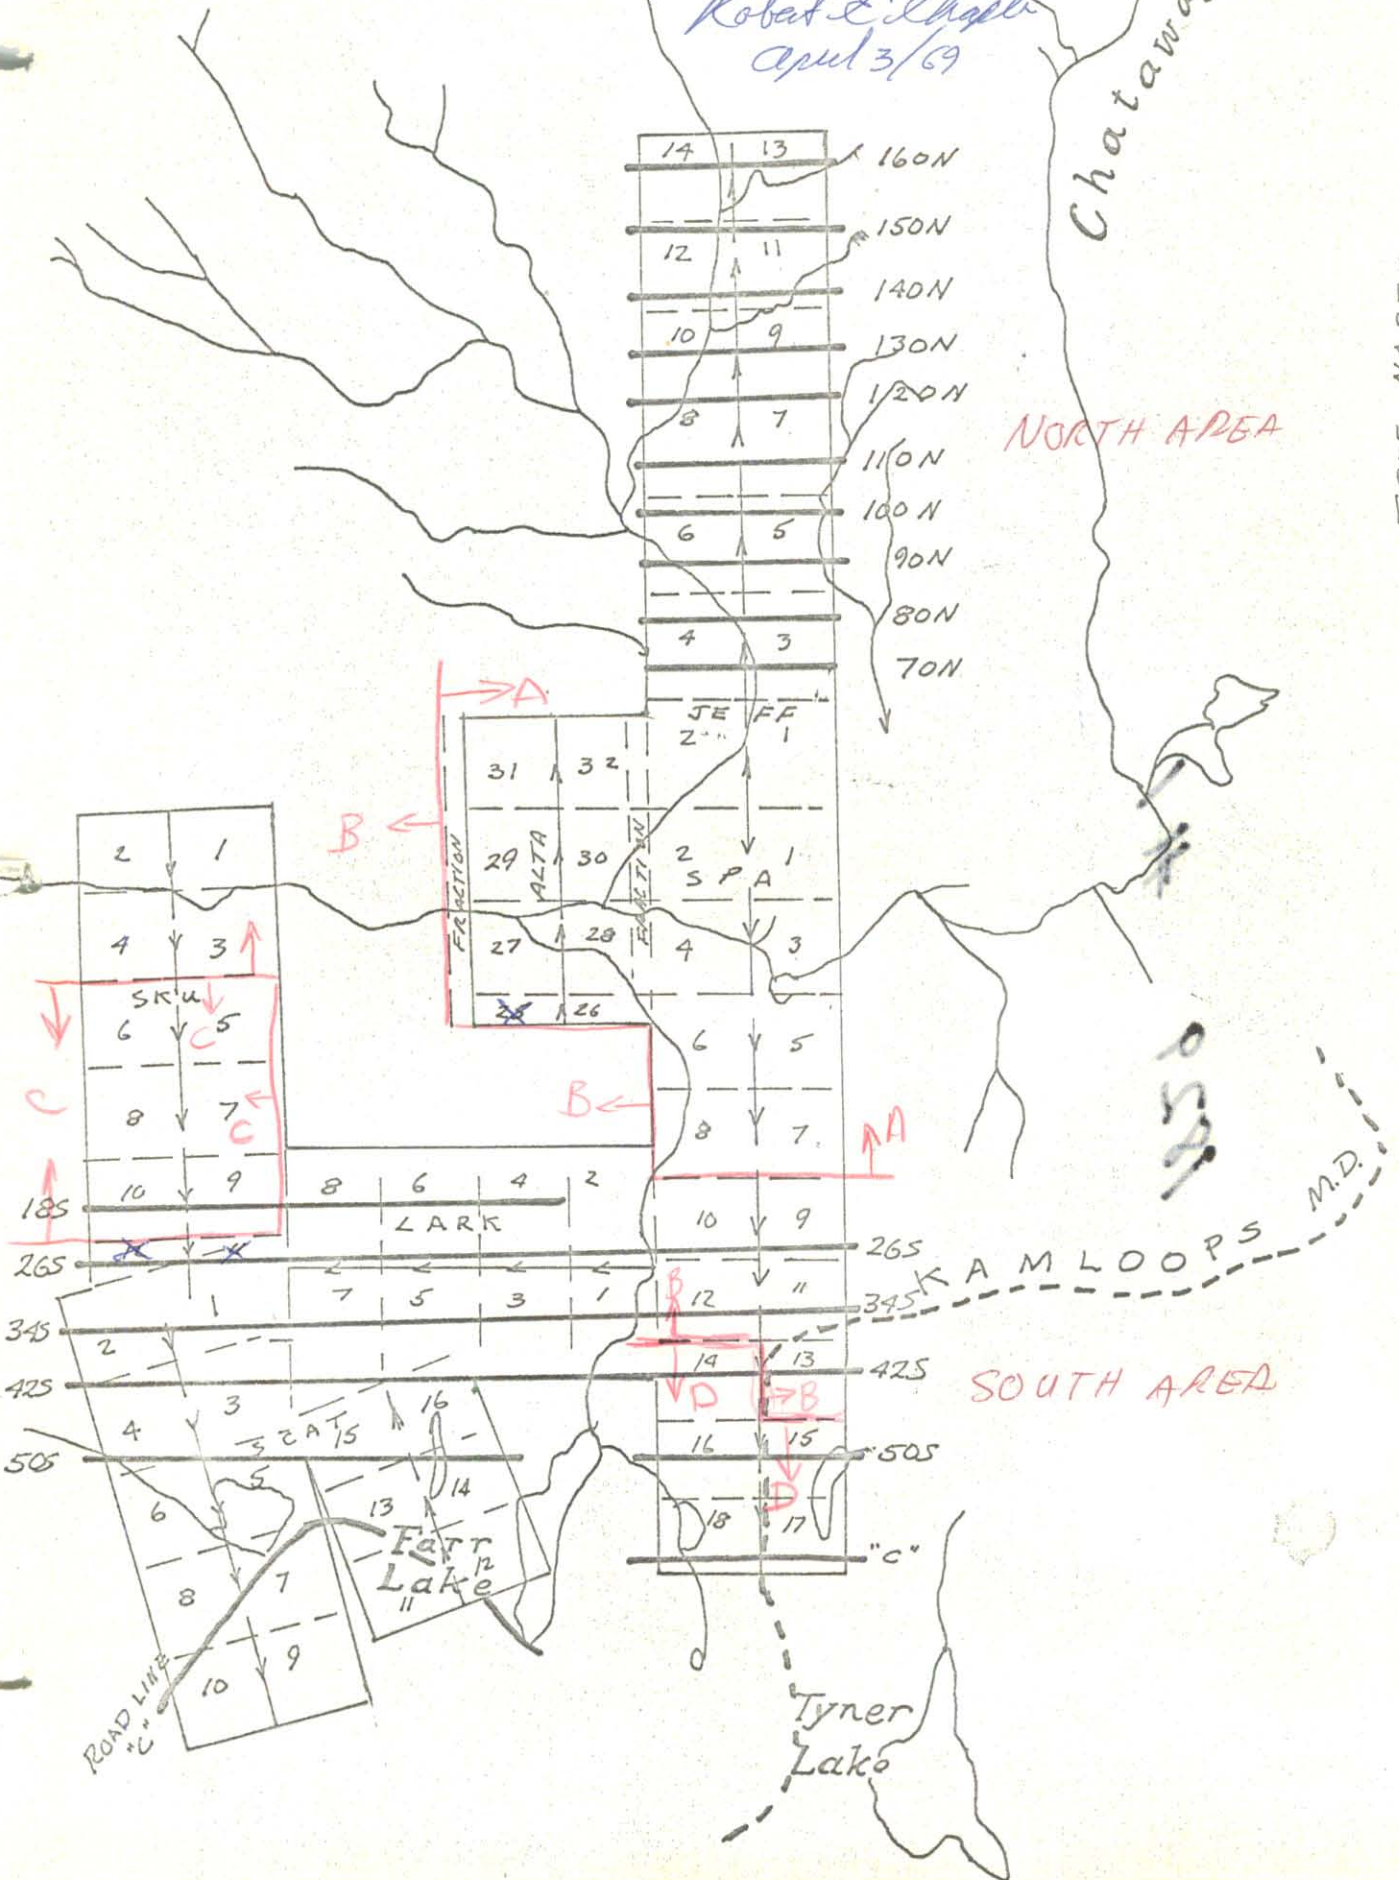 April 3/69
14 13 160N
150N
12 11
140N
10 9 130N
120N
8 7
110N
NORTH AREA
100N
6 5
90N
80N
4 3
70N
A
JEFF
2 1
31 32
B
2 1
29 ALTA 30 2 1
FRACTION
FRACTION
SPA
4 3
27 28 4 3
SKU
25 26
6 5
C
6 5
C
B
8 7
C
8 7
A
10 9 8 6 4 2
18S
LARK
10 9
M.D.
26S 26S
KAMLOOPS
1 7 5 3 1 B 12 11
34S 34S
2
14 13
42S 42S
D B
SOUTH AREA
3 16
4 ZAT 15
16 15
50S 50S
5
14
D
6 13
18 17
Farr
12
"C"
Lake
7
11
8
9
10
ROAD LINE
"C"
Tyner
Lake